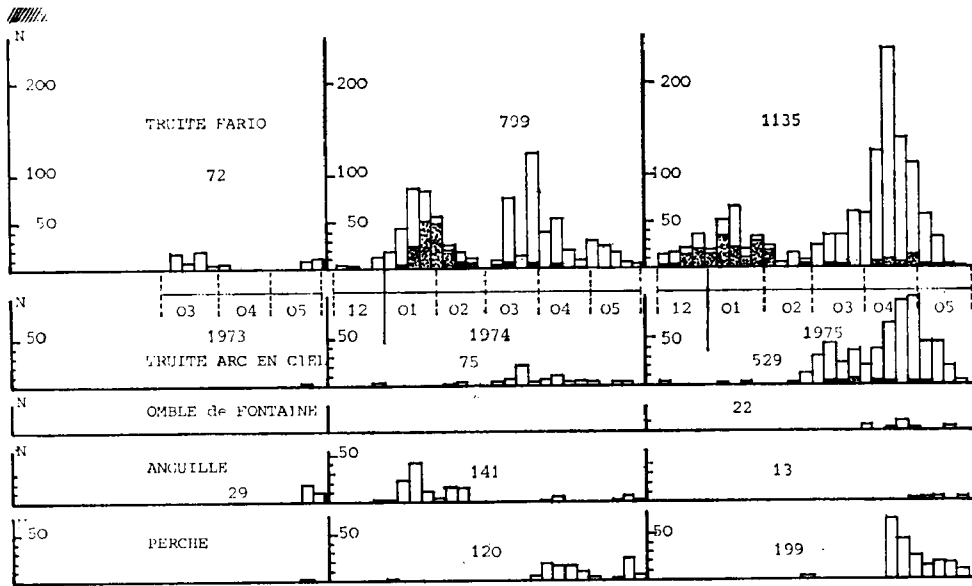 N
200 200 200
TRUITE FARIO 799 1135
72
100 100 100
50 50 50
03 04 05 12 01 02 03 04 05 12 01 02 03 04 05
50 1973 50 1974 50 1975
TRUITE ARC EN CIEL 75 529
N
OMBLE de FONTAINE 22
N
ANGUILLE 50 141 13
29
50 PERCHE 50 120 50 199